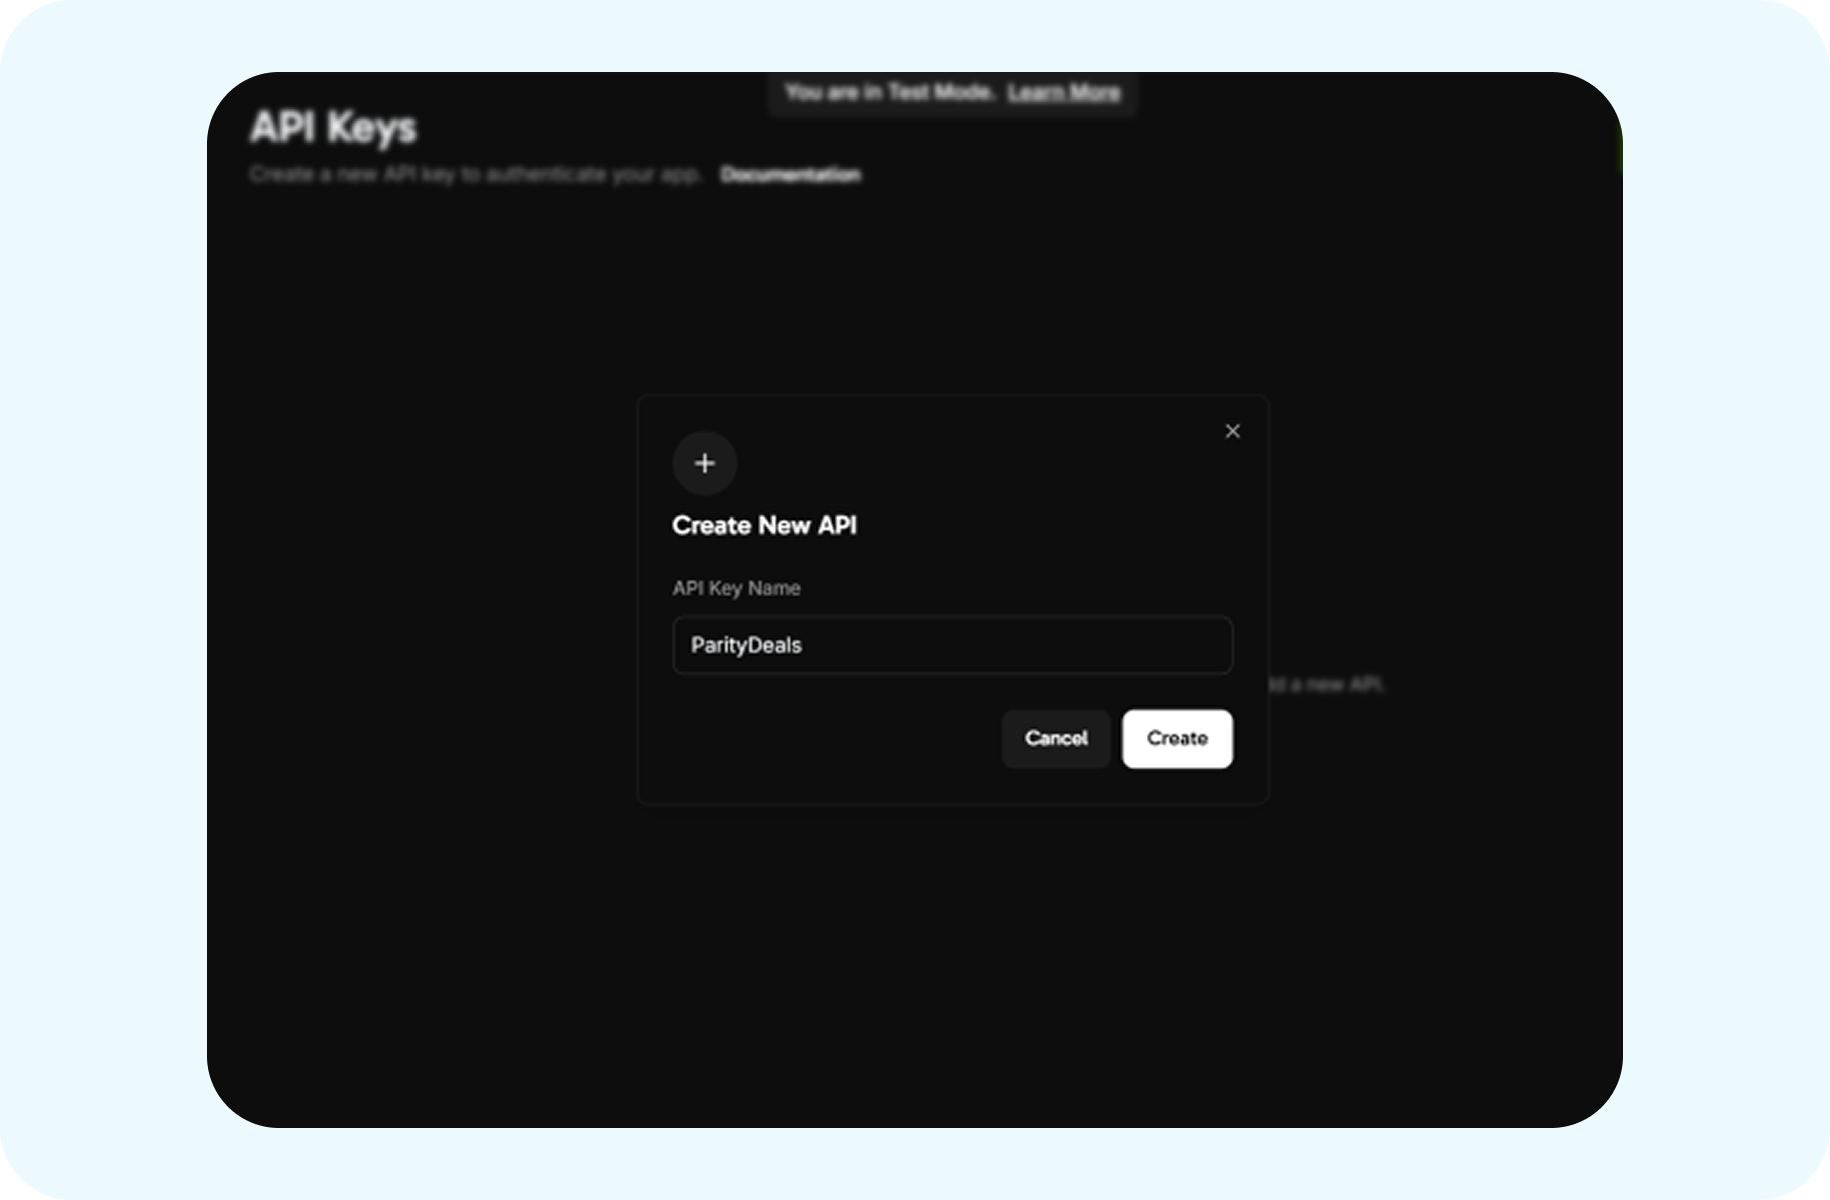 You are in Test Mode. Learn More
API Keys
Create a new API key to authenticate your app. Documentation
Create New API
API Key Name
ParityDeals
a new API.
Cancel Create